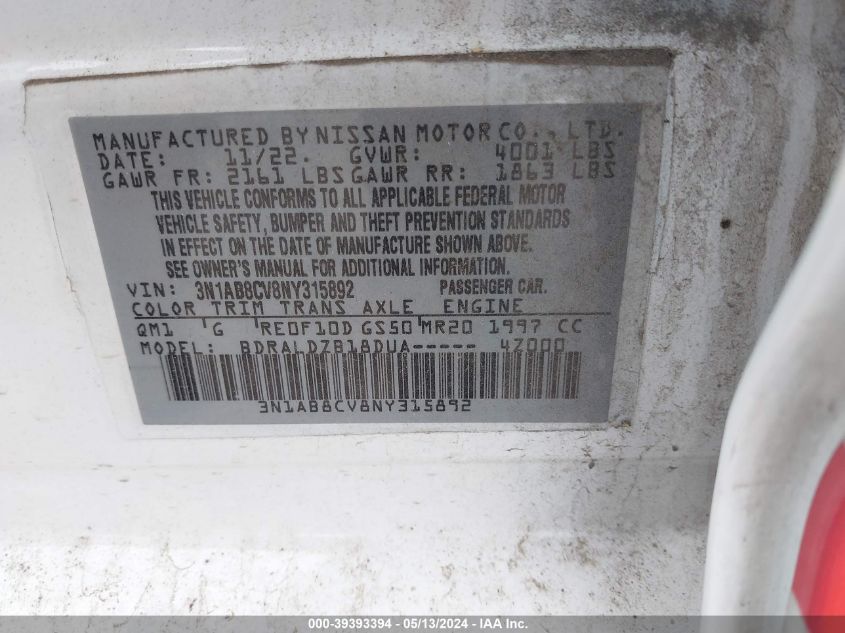 MANUFACTURED BY NISSAN MOTOR CO., LTD.
DATE: 11/22. GVWR: 4001 LBS
GAWR FR: 2161 LBS GAWR RR: 1863 LBS
THIS VEHICLE CONFORMS TO ALL APPLICABLE FEDERAL MOTOR
VEHICLE SAFETY, BUMPER AND THEFT PREVENTION STANDARDS
IN EFFECT ON THE DATE OF MANUFACTURE SHOWN ABOVE.
SEE OWNER'S MANUAL FOR ADDITIONAL INFORMATION.
VIN: 3N1AB8CV8NY315892 PASSENGER CAR.
COLOR TRIM TRANS AXLE ENGINE
QM1 'G RE0F10D GS50'MR20 1997 CC
MODEL: BDRALDZB18DUA----- 4Z000
3N1AB8CV8NY315892
000-39393394 - 05/13/2024 - IAA Inc.